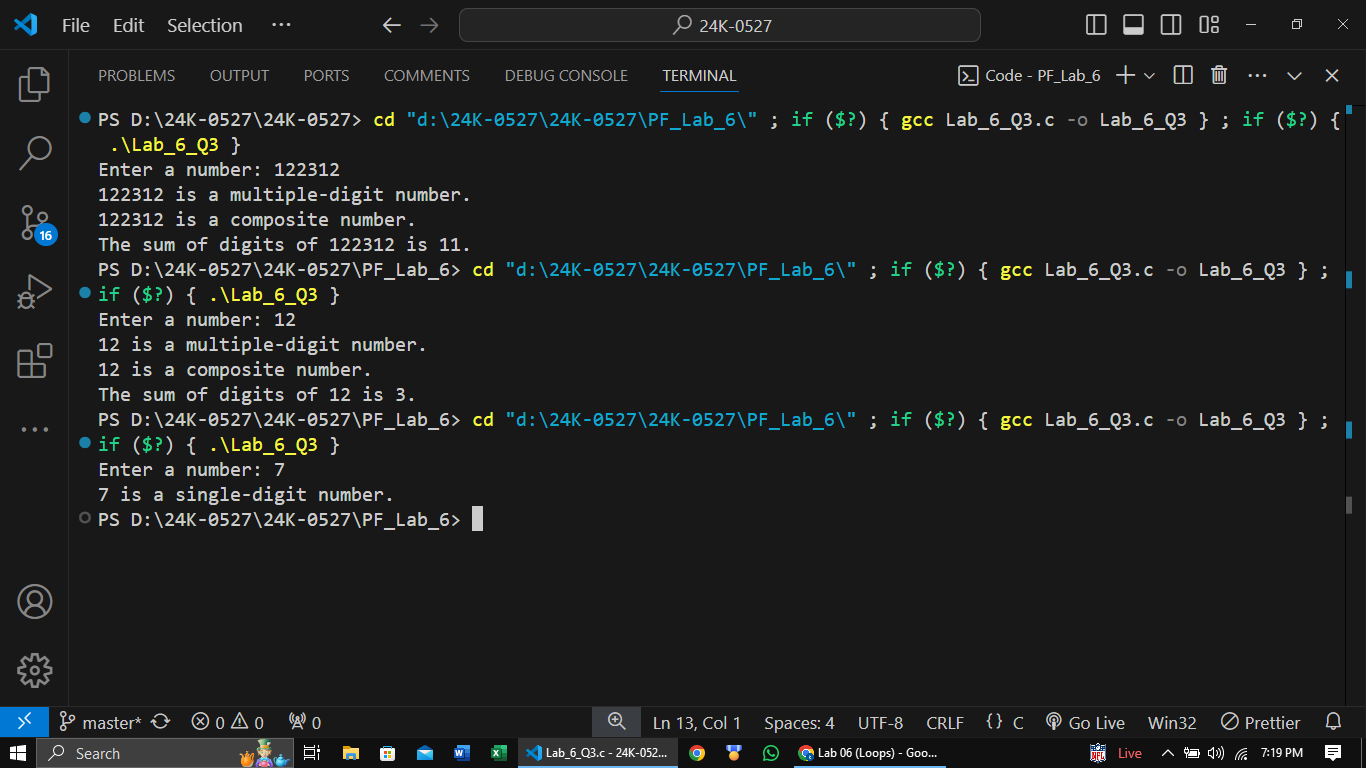 File Edit Selection ··· 24K-0527
PROBLEMS OUTPUT PORTS COMMENTS DEBUG CONSOLE TERMINAL Code - PF_Lab_6
PS D:\24K-0527\24K-0527> cd "d:\24K-0527\24K-0527\PF_Lab_6\" ; if ($?) { gcc Lab_6_Q3.c -o Lab_6_Q3 } ; if ($?) {
.\Lab_6_Q3 }
Enter a number: 122312
122312 is a multiple-digit number.
122312 is a composite number.
The sum of digits of 122312 is 11.
PS D:\24K-0527\24K-0527\PF_Lab_6> cd "d:\24K-0527\24K-0527\PF_Lab_6\" ; if ($?) { gcc Lab_6_Q3.c -o Lab_6_Q3 } ;
if ($?) { .\Lab_6_Q3 }
Enter a number: 12
12 is a multiple-digit number.
12 is a composite number.
The sum of digits of 12 is 3.
PS D:\24K-0527\24K-0527\PF_Lab_6> cd "d:\24K-0527\24K-0527\PF_Lab_6\" ; if ($?) { gcc Lab_6_Q3.c -o Lab_6_Q3 } ;
if ($?) { .\Lab_6_Q3 }
Enter a number: 7
7 is a single-digit number.
PS D:\24K-0527\24K-0527\PF_Lab_6>
16
master* 0 0 0 Ln 13, Col 1 Spaces: 4 UTF-8 CRLF {} C Go Live Win32 Prettier
Search Lab_6_Q3.c - 24K-052... Lab 06 (Loops) - Goo... Live 7:19 PM